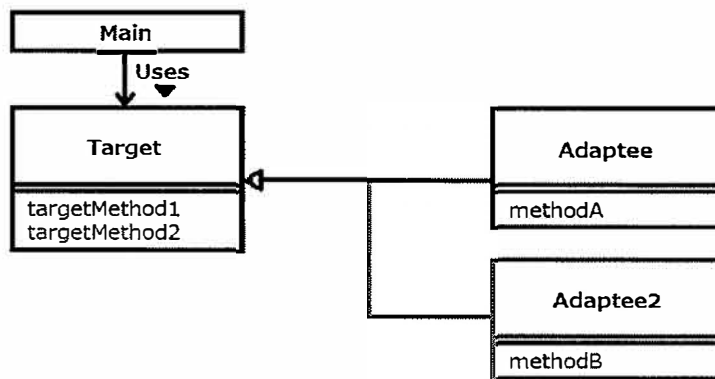 Main
Uses
Target
targetMethod1
targetMethod2
Adaptee
methodA
Adaptee2
methodB